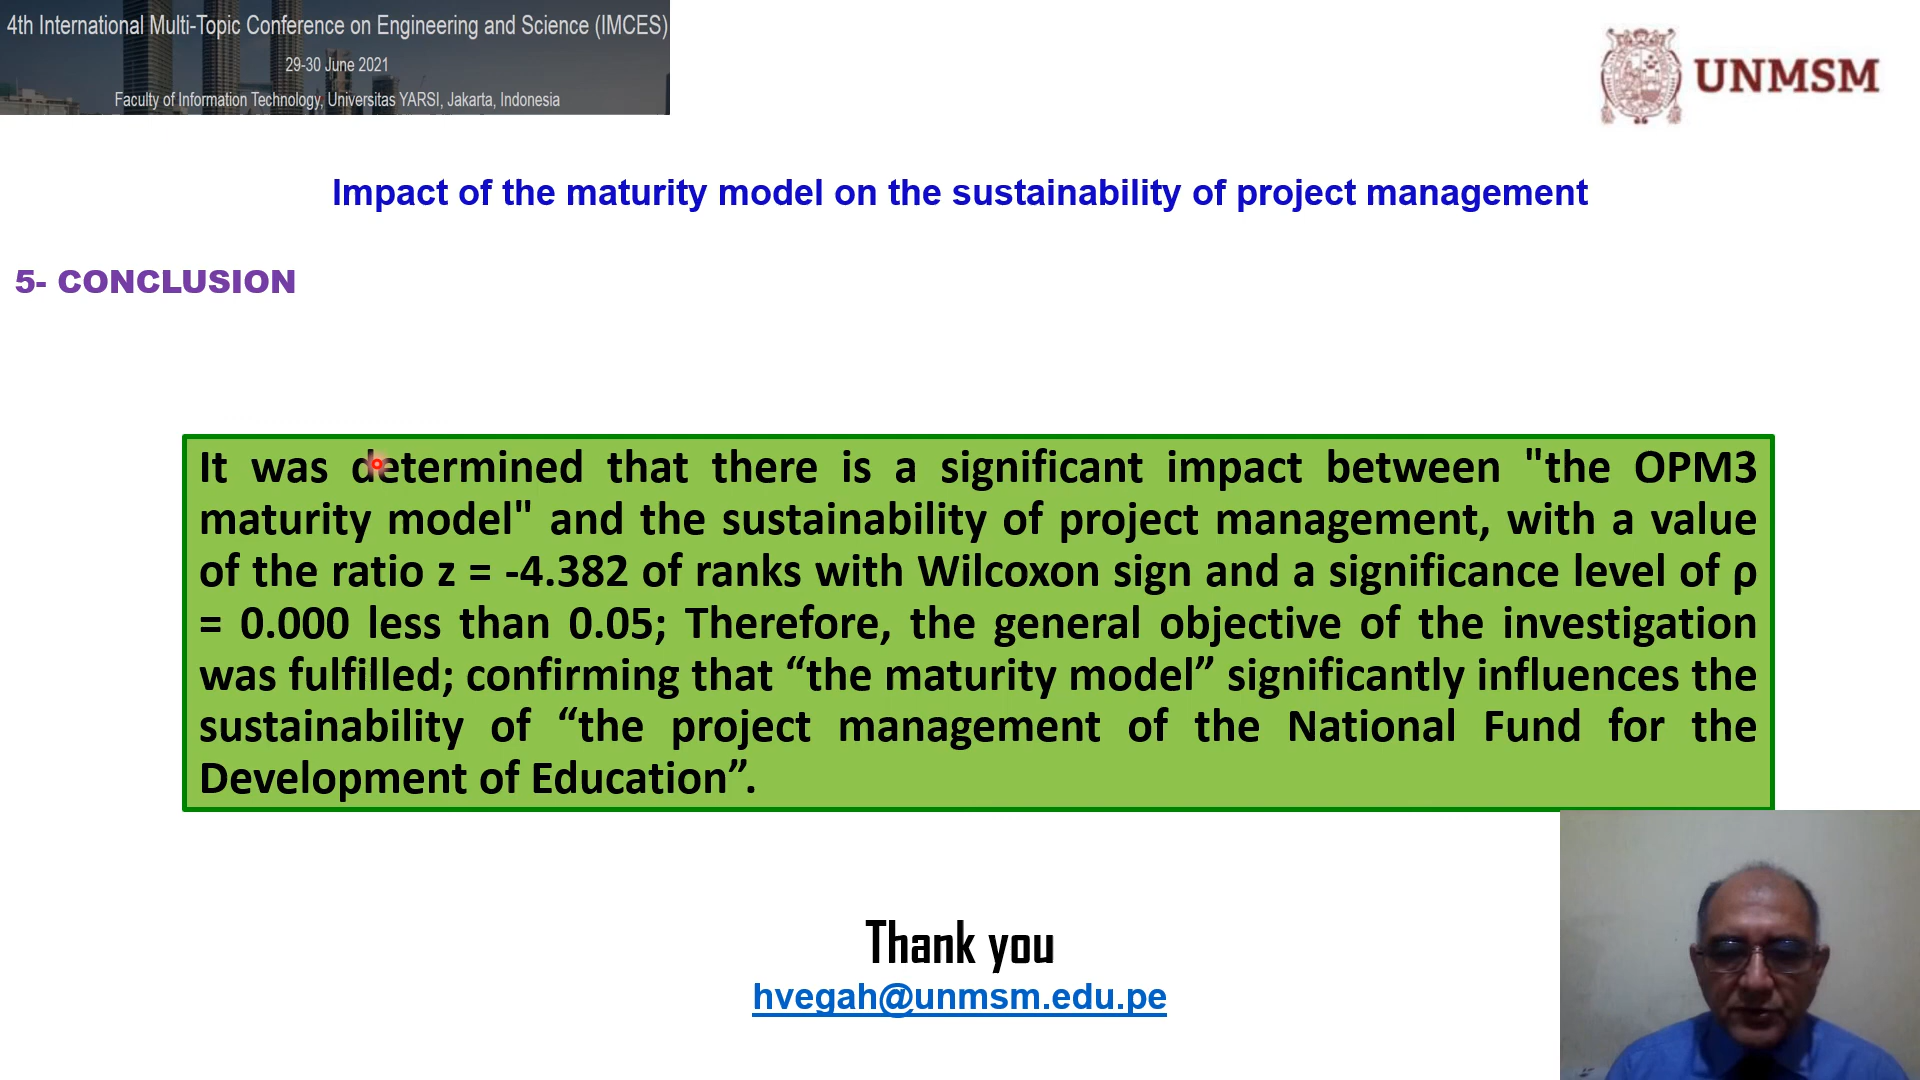 4th International Multi-Topic Conference on Engineering and Science (IMCES)
29-30 June 2021
Faculty of Information Technology, Universitas YARSI, Jakarta, Indonesia
UNMSM
Impact of the maturity model on the sustainability of project management
5- CONCLUSION
It was determined that there is a significant impact between "the OPM3
maturity model" and the sustainability of project management, with a value
of the ratio z = -4.382 of ranks with Wilcoxon sign and a significance level of ρ
= 0.000 less than 0.05; Therefore, the general objective of the investigation
was fulfilled; confirming that “the maturity model” significantly influences the
sustainability of “the project management of the National Fund for the
Development of Education”.
Thank you
hvegah@unmsm.edu.pe